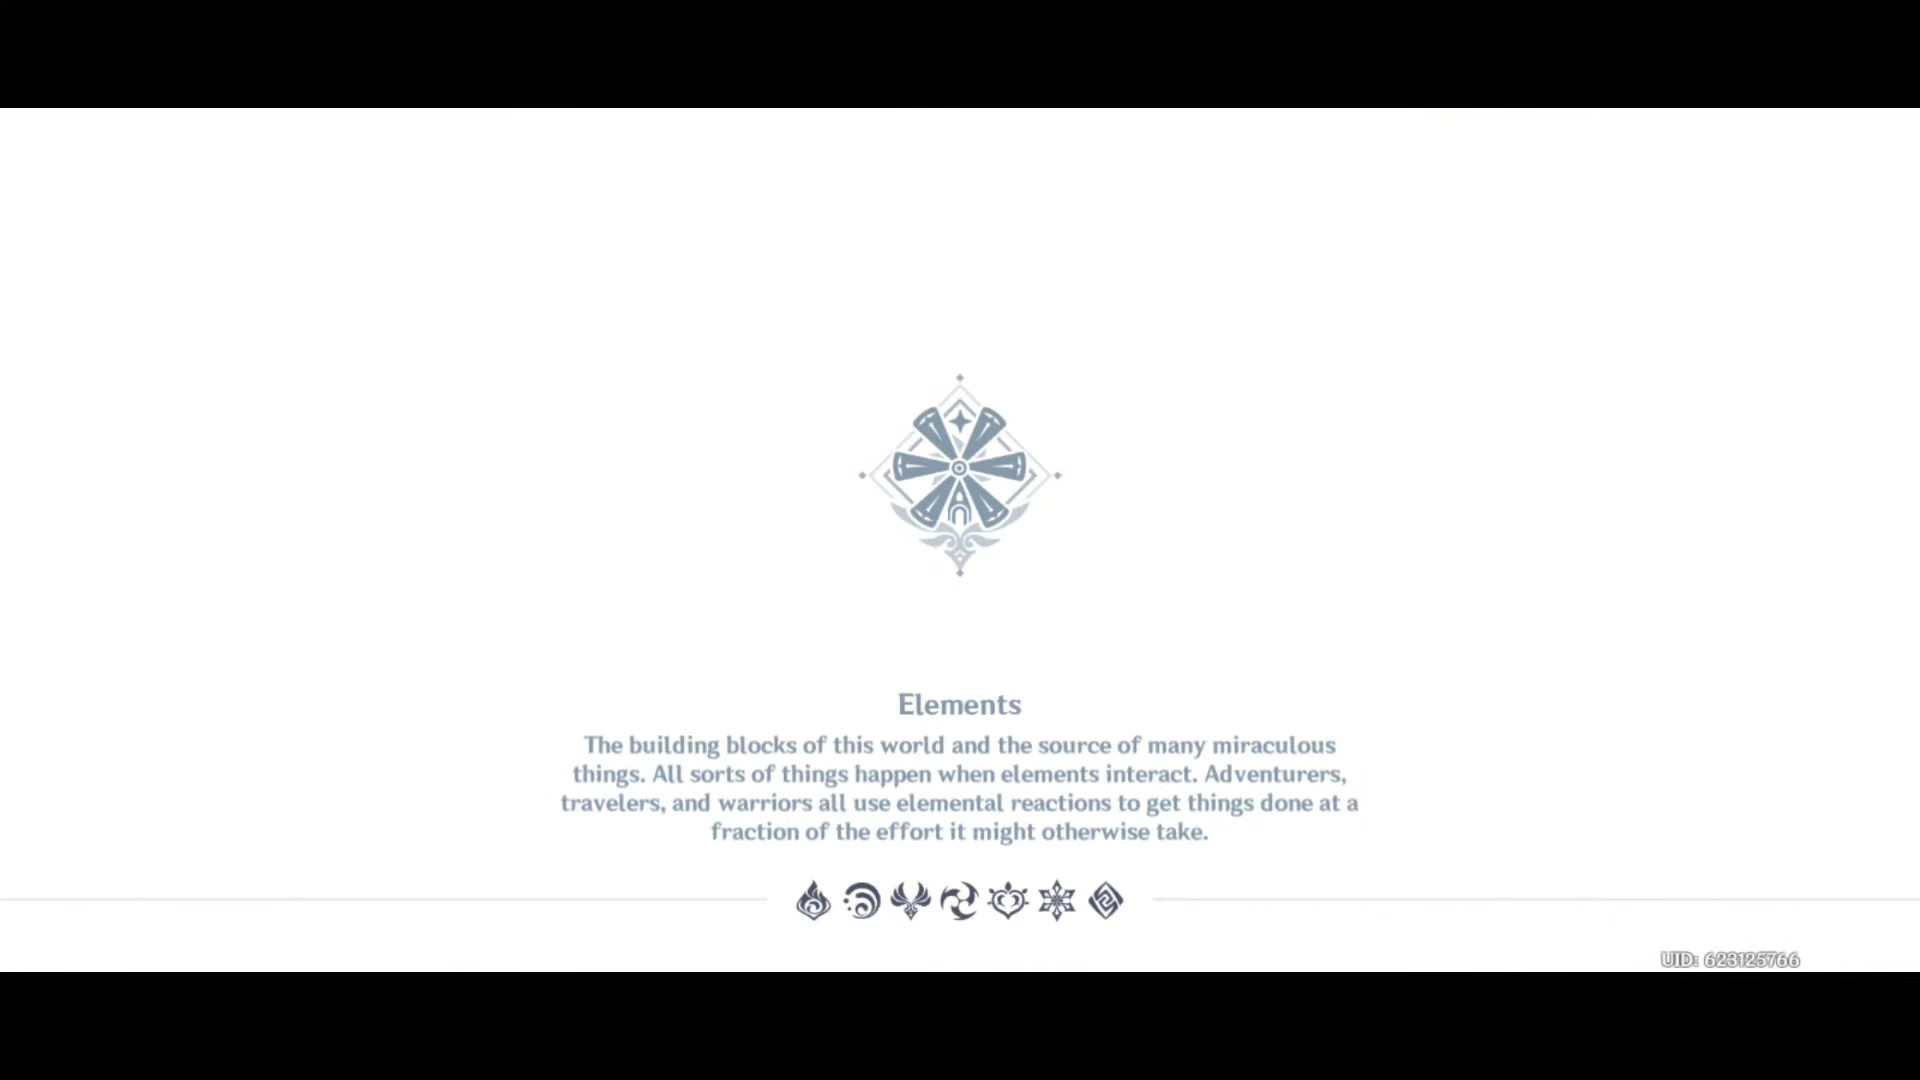 Elements
The building blocks of this world and the source of many miraculous
things. All sorts of things happen when elements interact. Adventurers,
travelers, and warriors all use elemental reactions to get things done at a
fraction of the effort it might otherwise take.
UID: 623125766